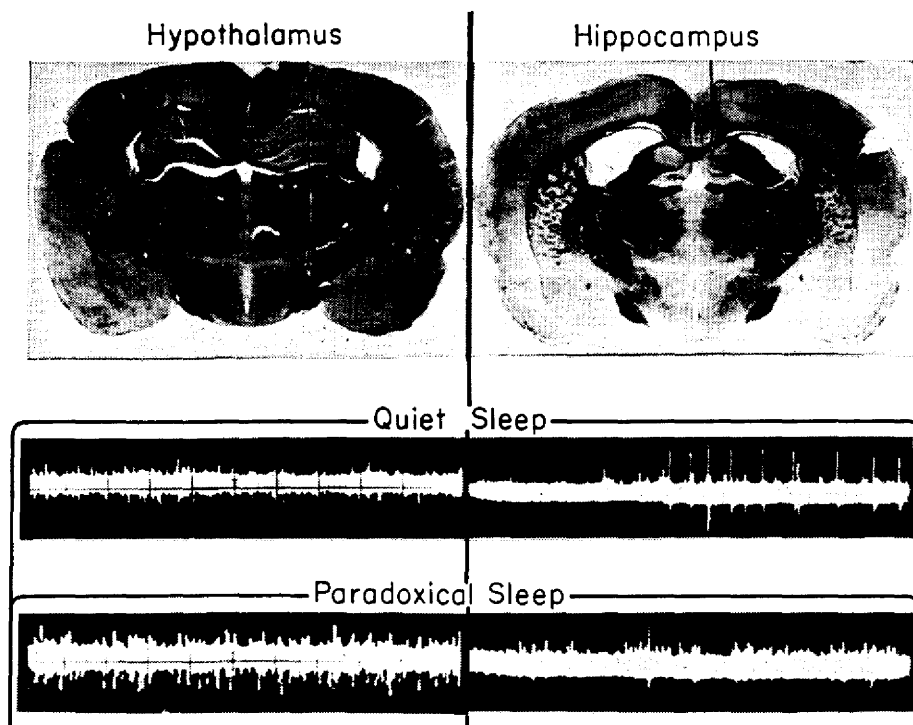 Hypothalamus
Hippocampus
Quiet Sleep
Paradoxical Sleep